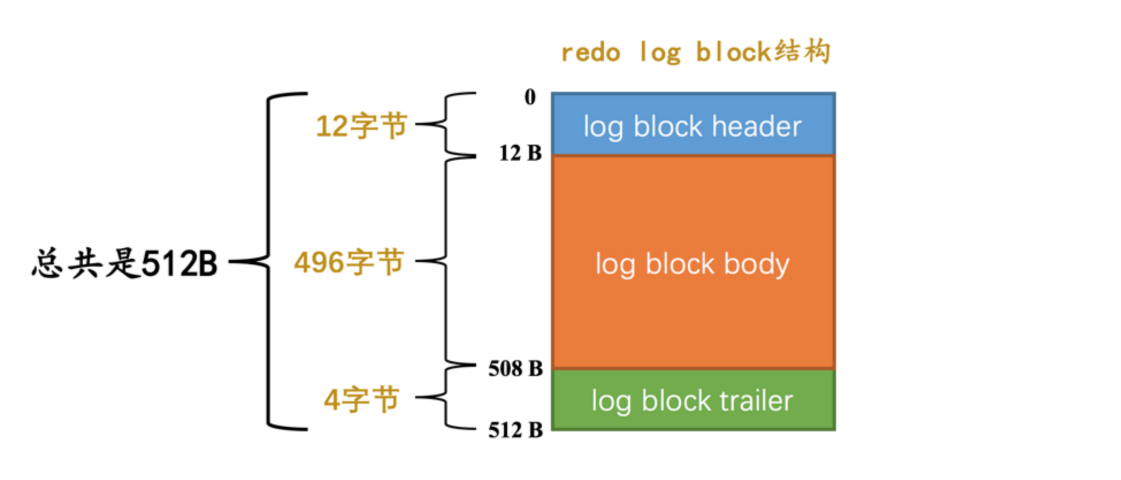 redo log block结构
0
12字节
log block header
12 B
总共是512B
496字节
log block body
508 B
4字节
log block trailer
512 B